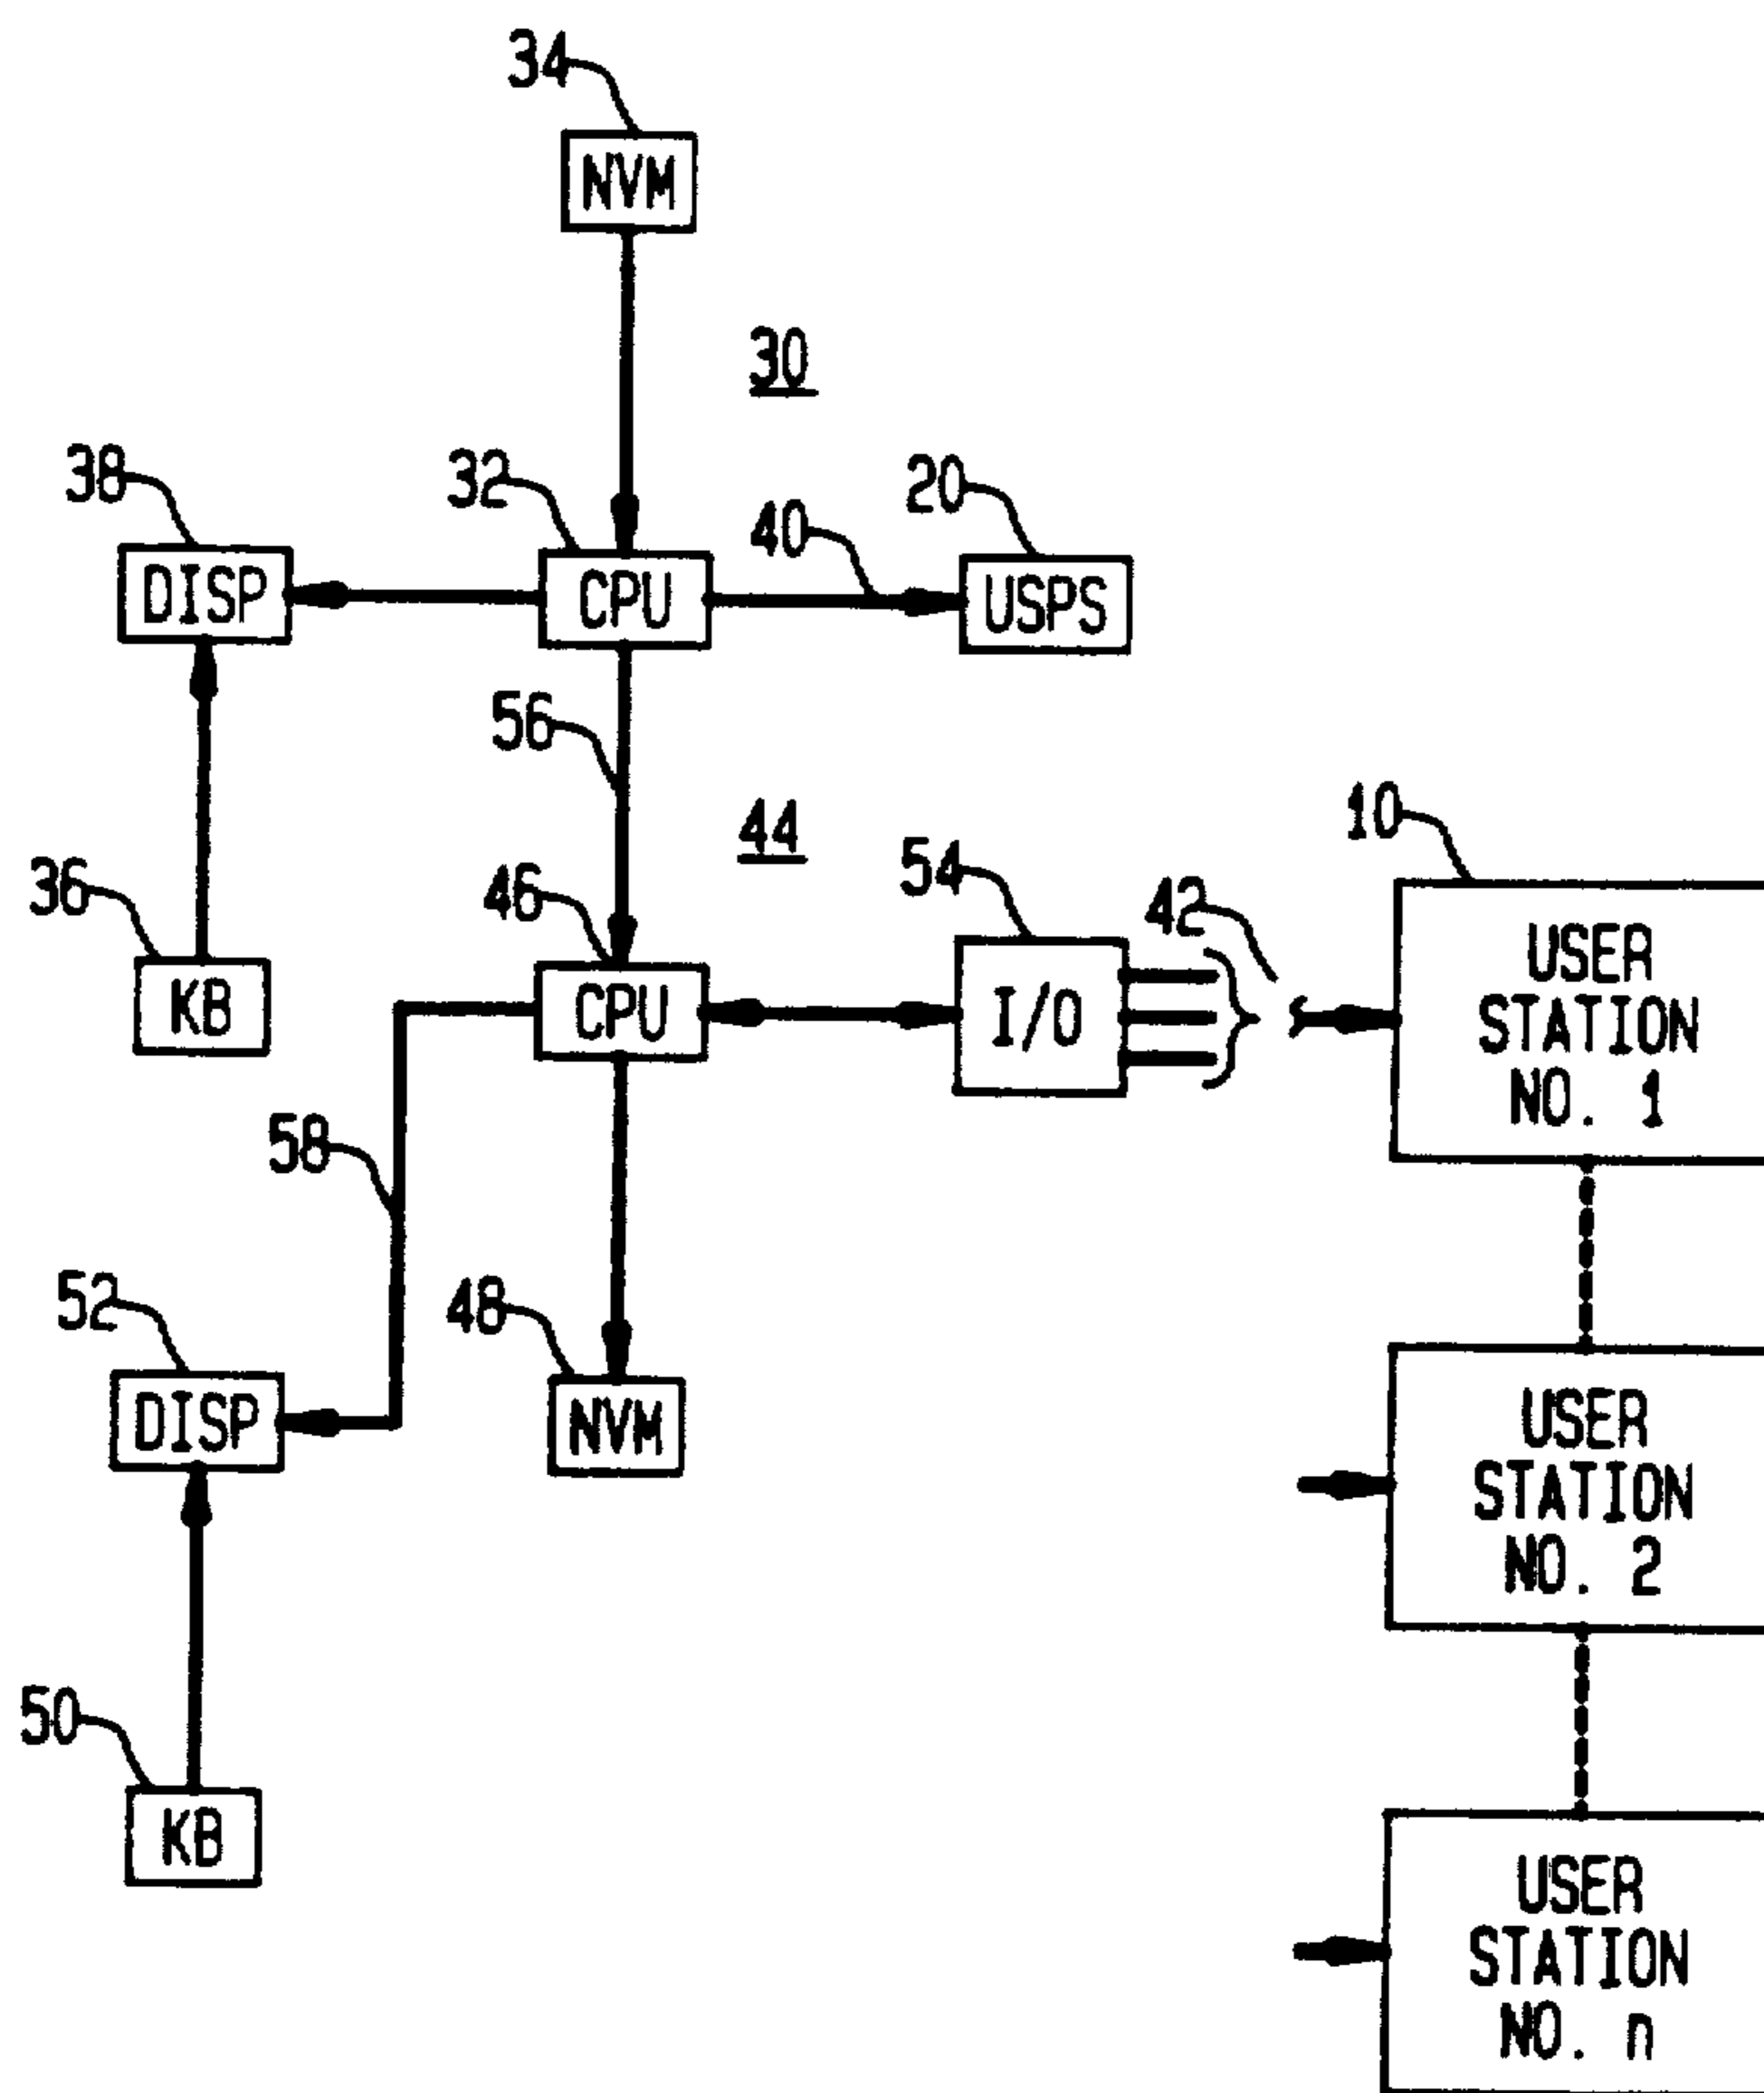 34
NVM
30
38
32
40
20
DISP
CPU
USPS
56
36
44
46
54
42
10
KB
CPU
I/O
USER
STATION
NO. 1
58
52
48
DISP
NVM
USER
STATION
NO. 2
50
KB
USER
STATION
NO. n